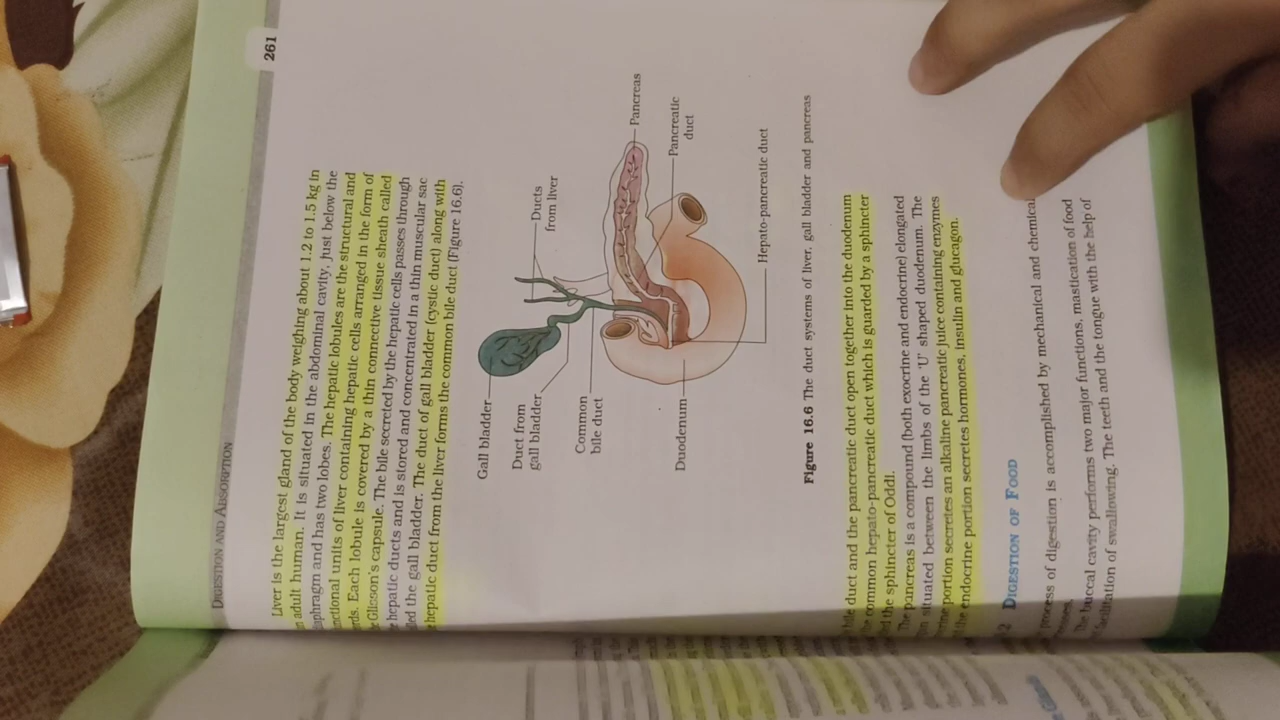 261
DIGESTION AND ABSORPTION
Liver is the largest gland of the body weighing about 1.2 to 1.5 kg in
adult human. It is situated in the abdominal cavity, just below the
aphragm and has two lobes. The hepatic lobules are the structural and
nctional units of liver containing hepatic cells arranged in the form of
rds. Each lobule is covered by a thin connective tissue sheath called
Glisson's capsule. The bile secreted by the hepatic cells passes through
hepatic ducts and is stored and concentrated in a thin muscular sac
led the gall bladder. The duct of gall bladder (cystic duct) along with
hepatic duct from the liver forms the common bile duct (Figure 16.6).
Gall bladder
Duct from
gall bladder
Common
bile duct
Duodenum
Ducts
from liver
Pancreas
Pancreatic
duct
Hepato-pancreatic duct
Figure 16.6 The duct systems of liver, gall bladder and pancreas
bile duct and the pancreatic duct open together into the duodenum
common hepato-pancreatic duct which is guarded by a sphincter
the sphincter of Oddi.
The pancreas is a compound (both exocrine and endocrine) elongated
situated between the limbs of the 'U' shaped duodenum. The
portion secretes an alkaline pancreatic juice containing enzymes
the endocrine portion secretes hormones, insulin and glucagon.
2 DIGESTION OF FOOD
process of digestion is accomplished by mechanical and chemical
The buccal cavity performs two major functions, mastication of food
facilitation of swallowing. The teeth and the tongue with the help of